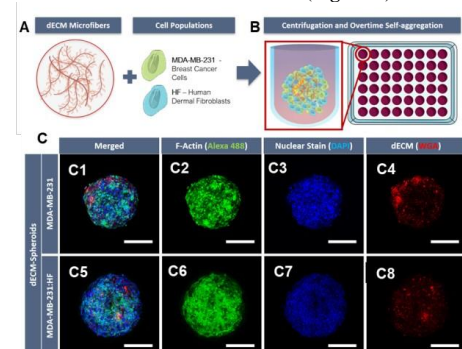 A
dECM Microfibers
Cell Populations
MDA-MB-231 -
Breast Cancer
Cells
HF – Human
Dermal Fibroblasts
B
Centrifugation and Overtime Self-aggregation
C
Merged
F-Actin (Alexa 488)
Nuclear Stain (DAPI)
dECM (WGA)
dECM-Spheroids
MDA-MB-231
C1
C2
C3
C4
MDA-MB-231:HF
C5
C6
C7
C8